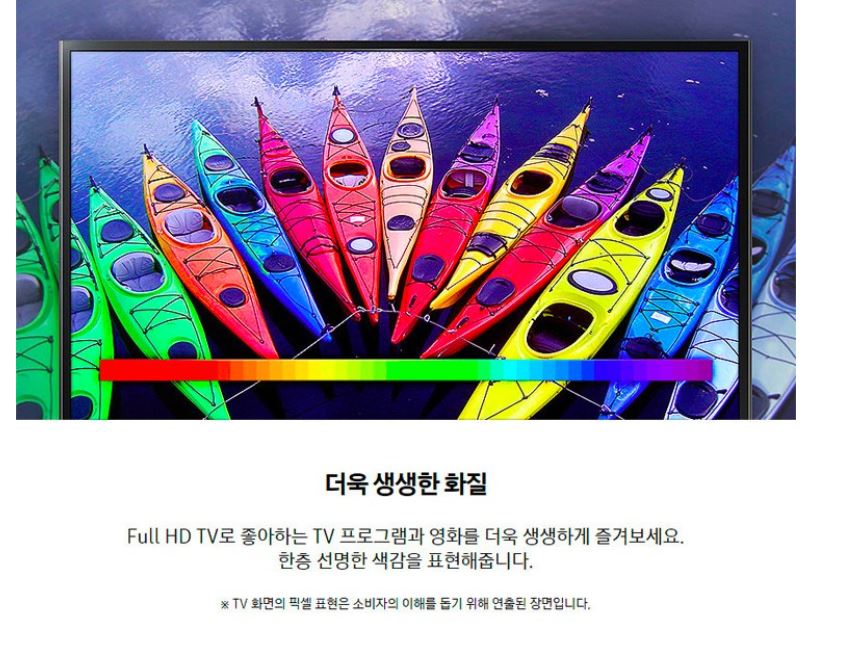 더욱 생생한 화질
Full HD TV로 좋아하는 TV 프로그램과 영화를 더욱 생생하게 즐겨보세요.
한층 선명한 색감을 표현해줍니다.
※ TV 화면의 픽셀 표현은 소비자의 이해를 돕기 위해 연출된 장면입니다.